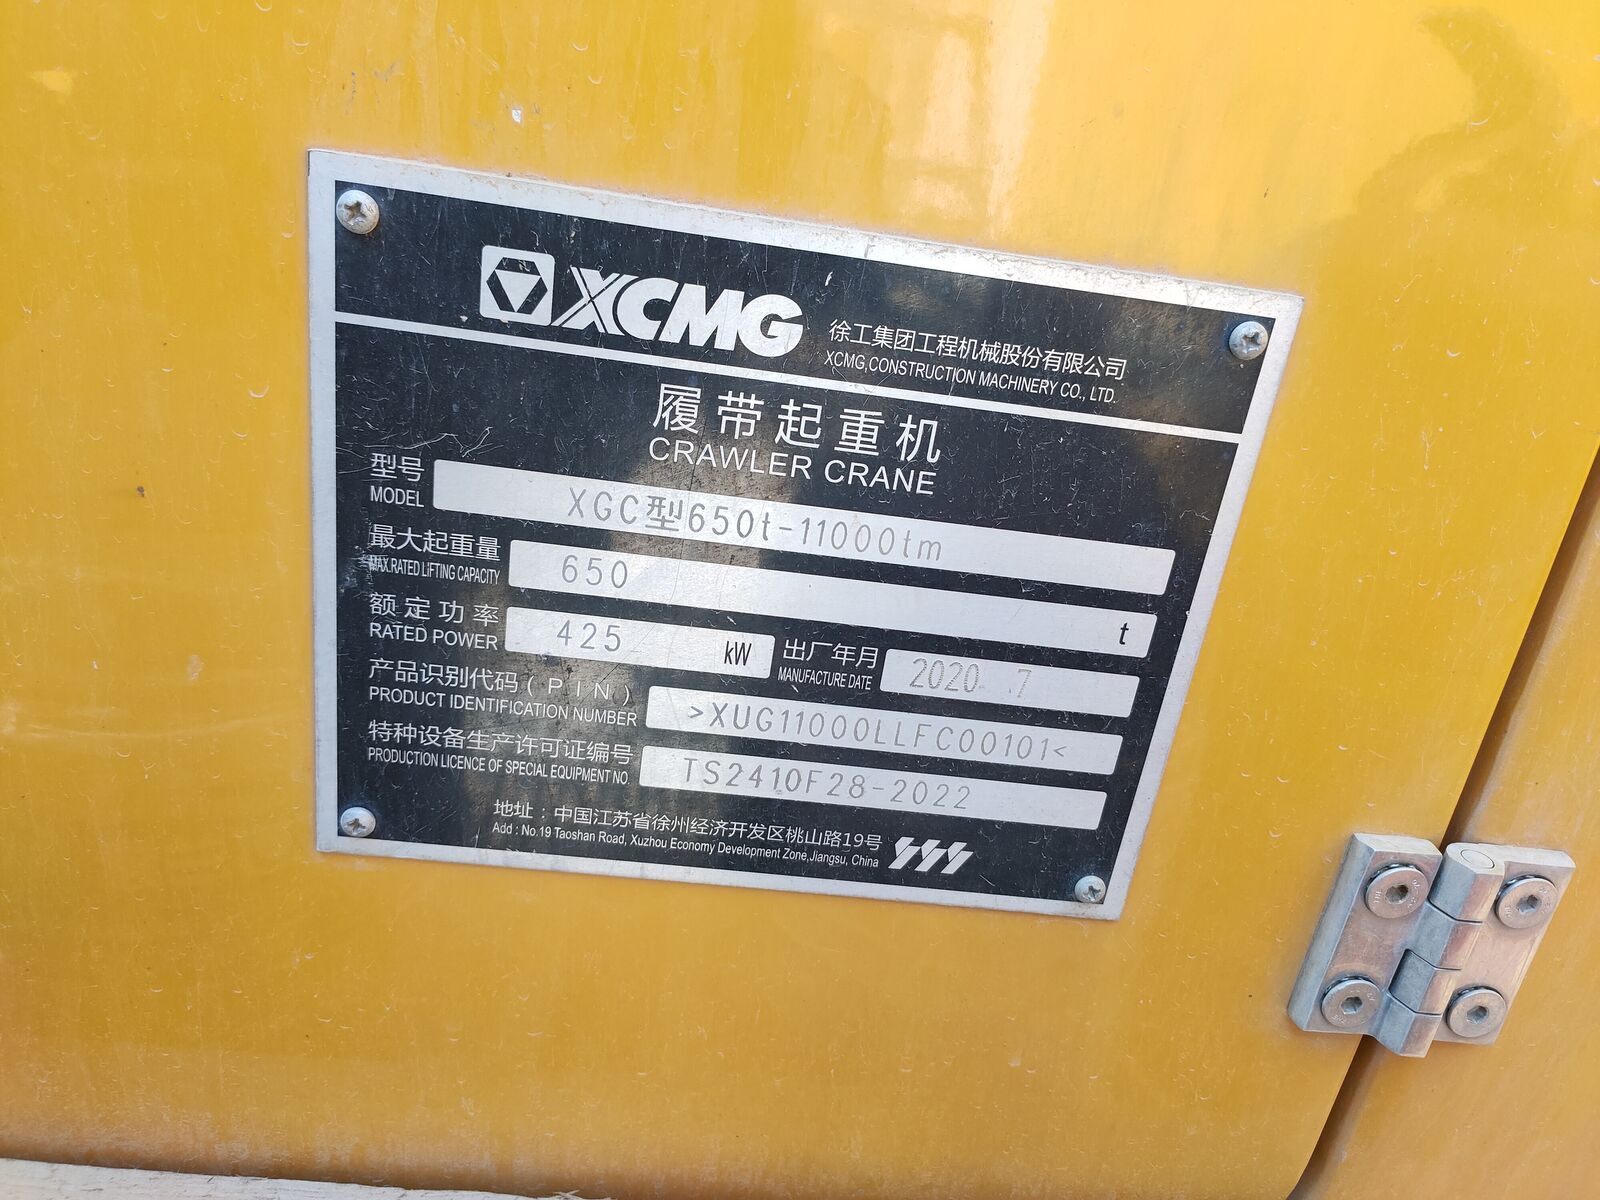 XCMG
徐工集团工程机械股份有限公司
XCMG CONSTRUCTION MACHINERY CO., LTD.
履带起重机
CRAWLER CRANE
型号
MODEL
XGC型650t-11000tm
最大起重量
MAX.RATED LIFTING CAPACITY
650 t
额定功率
RATED POWER
425 kW
出厂年月
MANUFACTURE DATE
2020 7
产品识别代码(PIN)
PRODUCT IDENTIFICATION NUMBER
>XUG11000LLFC00101<
特种设备生产许可证编号
PRODUCTION LICENCE OF SPECIAL EQUIPMENT NO.
TS2410F28-2022
地址：中国江苏省徐州经济开发区桃山路19号
Add : No.19 Taoshan Road, Xuzhou Economy Development Zone,Jiangsu, China